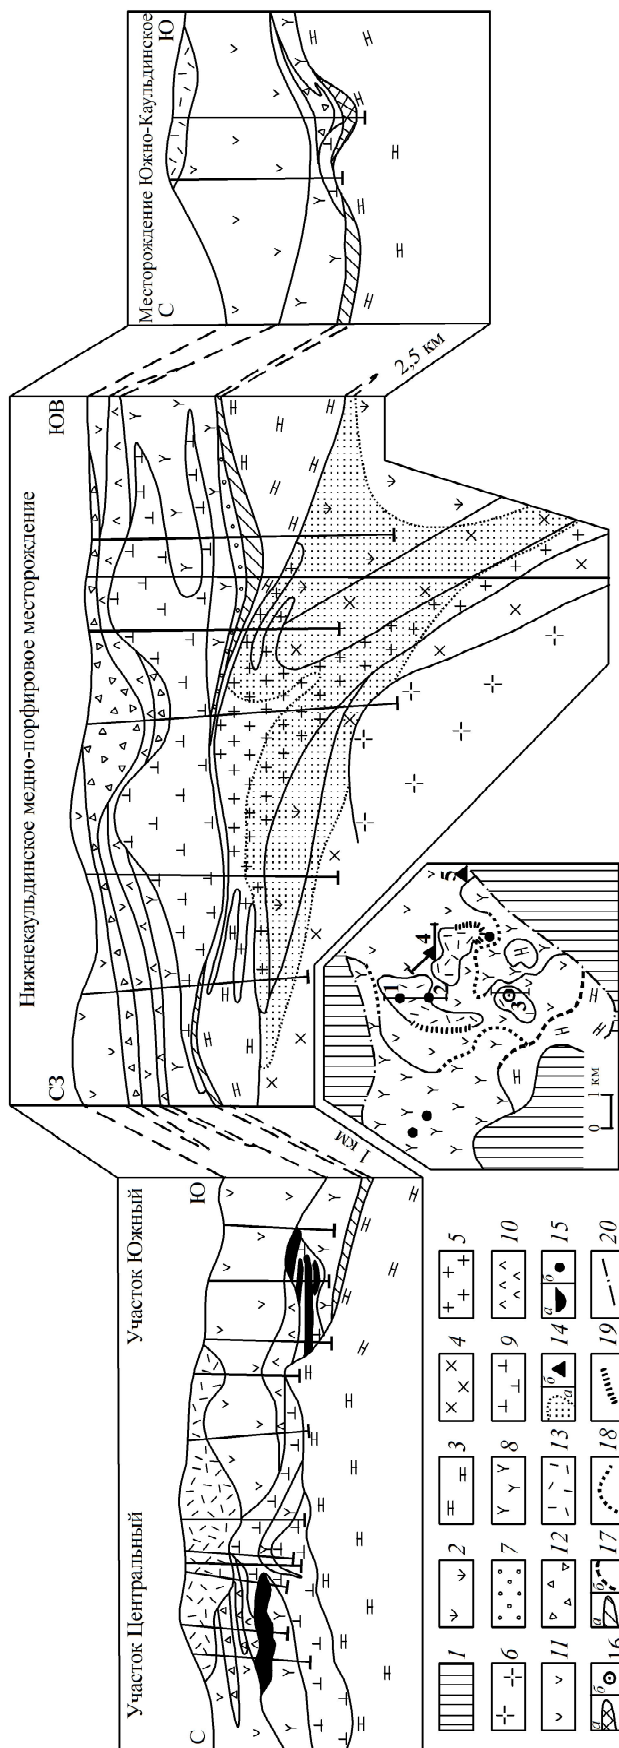 Участок Центральный
Участок Южный
С
Ю
1 км
Нижнекаульдинское медно-порфировое месторождение
СЗ
ЮВ
2,5 км
Месторождение Южно-Каульдинское
С
Ю
1
2
3
4
5
0 1 км
1 2 3 4 5
6 7 8 9 10
11 12 13 14 а б 15 а б
16 а б 17 а б 18 19 20